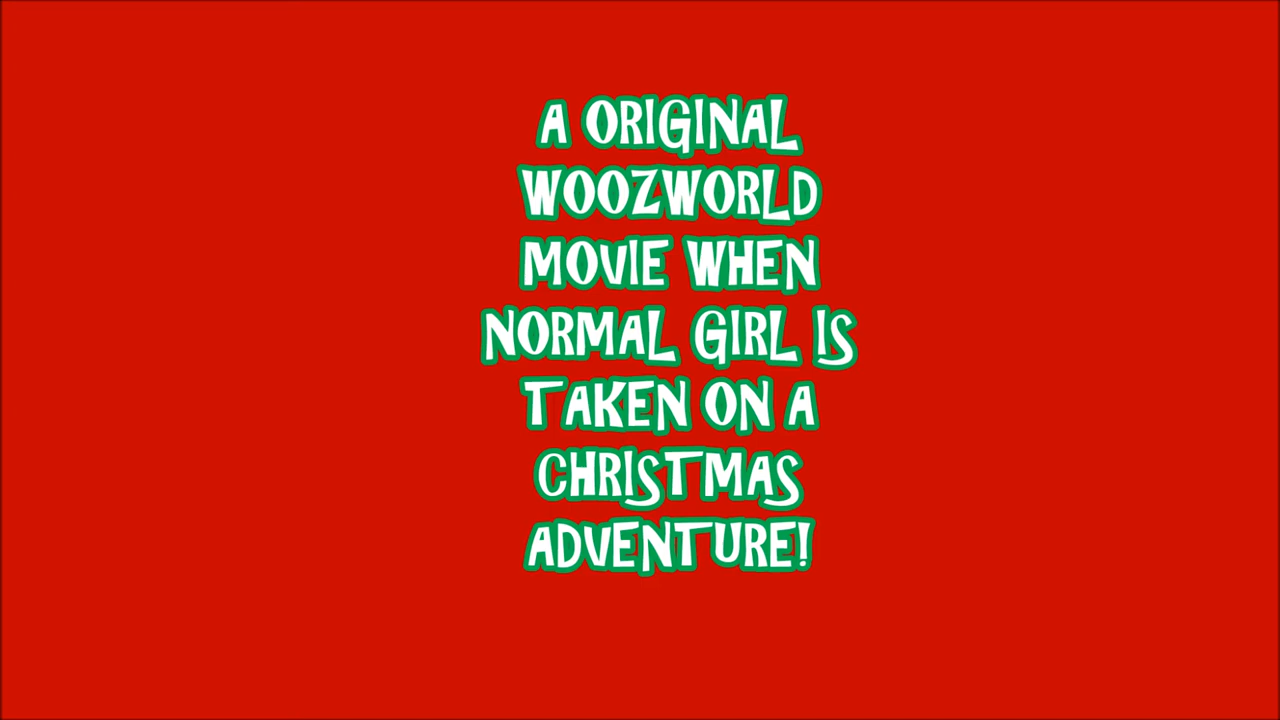 A ORIGINAL
WOOZWORLD
MOVIE WHEN
NORMAL GIRL IS
TAKEN ON A
CHRISTMAS
ADVENTURE!